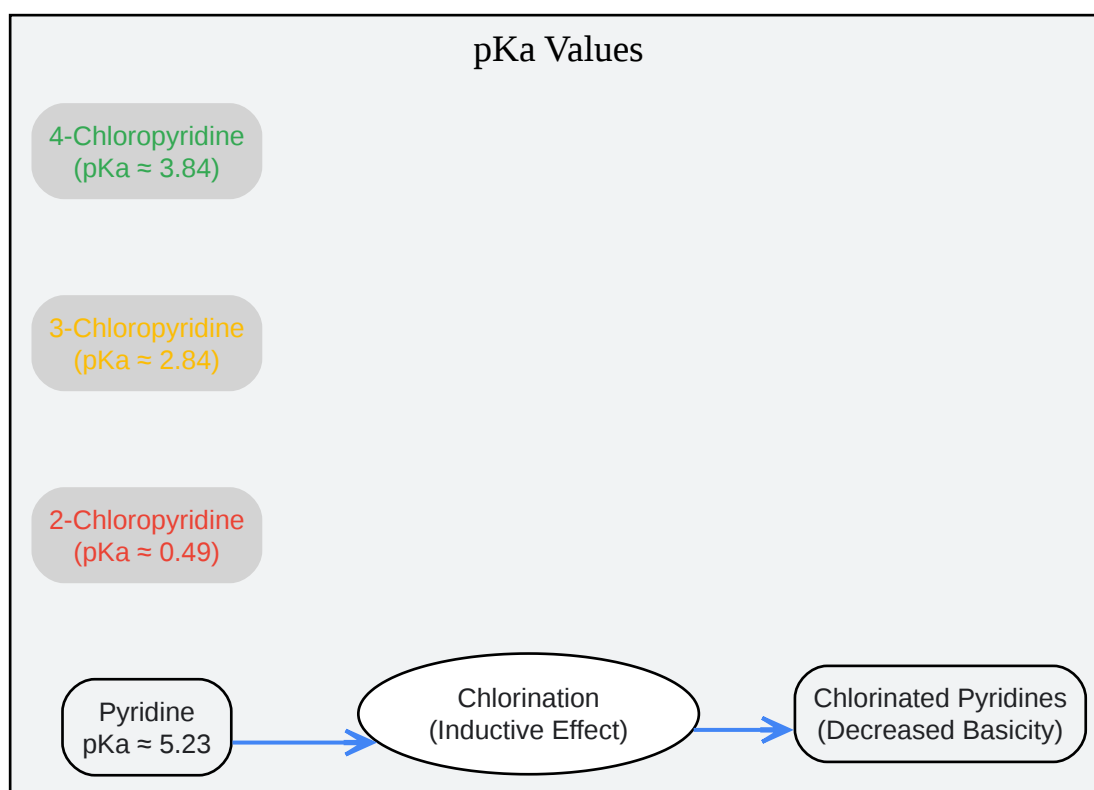 pKa Values
4-Chloropyridine
(pKa ≈ 3.84)
3-Chloropyridine
(pKa ≈ 2.84)
2-Chloropyridine
(pKa ≈ 0.49)
Pyridine
pKa ≈ 5.23
Chlorination
(Inductive Effect)
Chlorinated Pyridines
(Decreased Basicity)